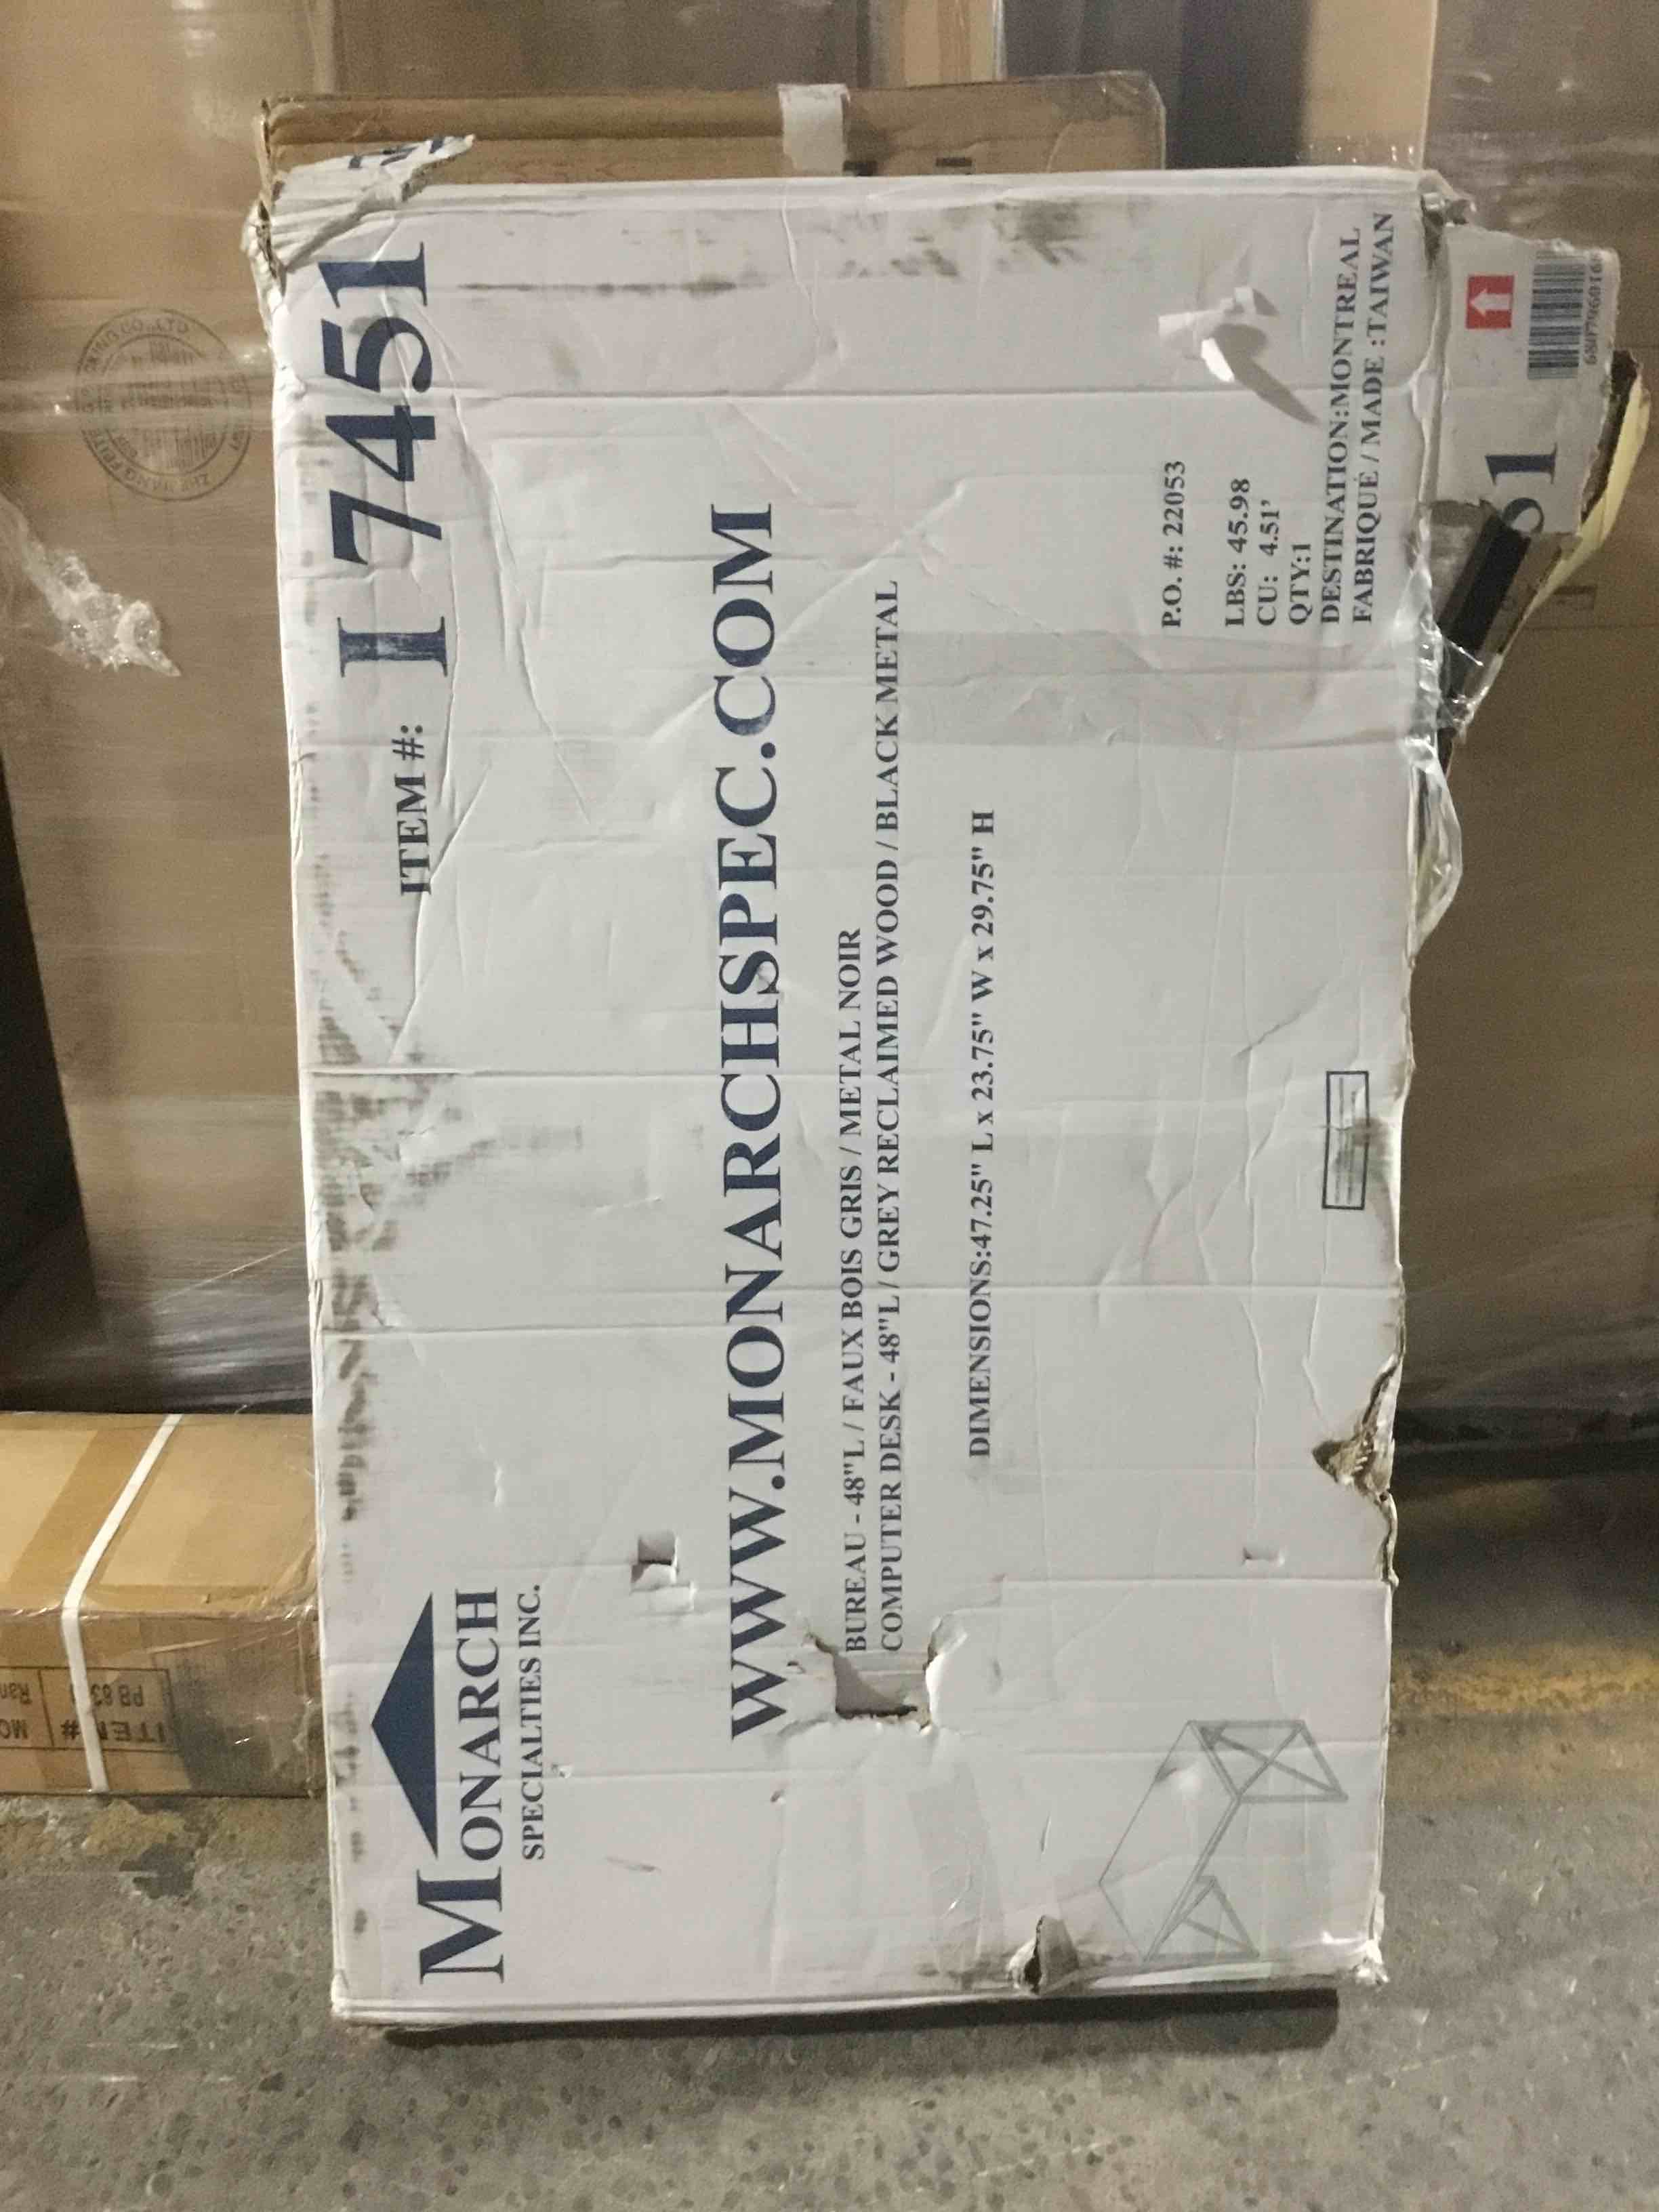 MONARCH
SPECIALTIES INC.
ITEM #: I 7451
WWW.MONARCHSPEC.COM
BUREAU - 48"L / FAUX BOIS GRIS / METAL NOIR
COMPUTER DESK - 48"L / GREY RECLAIMED WOOD / BLACK METAL
DIMENSIONS:47.25" L x 23.75" W x 29.75" H
P.O. #: 22053
LBS: 45.98
CU: 4.51'
QTY:1
DESTINATION:MONTREAL
FABRIQUÉ / MADE :TAIWAN
51
ITEM #